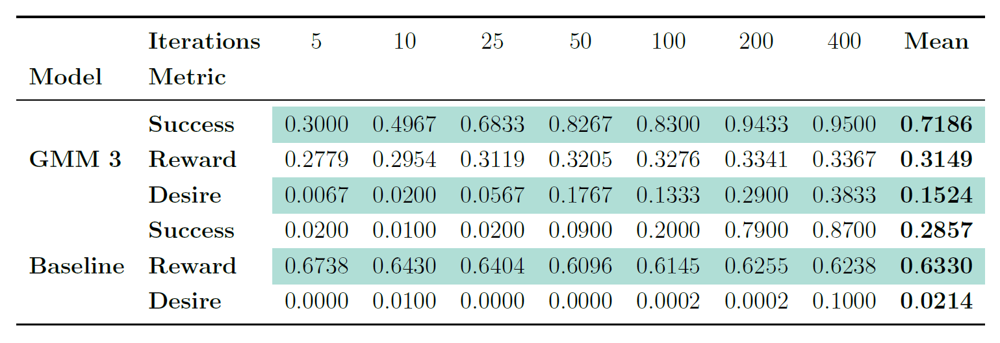 Iterations 5 10 25 50 100 200 400 Mean
Model Metric
Success 0.3000 0.4967 0.6833 0.8267 0.8300 0.9433 0.9500 0.7186
GMM 3 Reward 0.2779 0.2954 0.3119 0.3205 0.3276 0.3341 0.3367 0.3149
Desire 0.0067 0.0200 0.0567 0.1767 0.1333 0.2900 0.3833 0.1524
Success 0.0200 0.0100 0.0200 0.0900 0.2000 0.7900 0.8700 0.2857
Baseline Reward 0.6738 0.6430 0.6404 0.6096 0.6145 0.6255 0.6238 0.6330
Desire 0.0000 0.0100 0.0000 0.0000 0.0002 0.0002 0.1000 0.0214